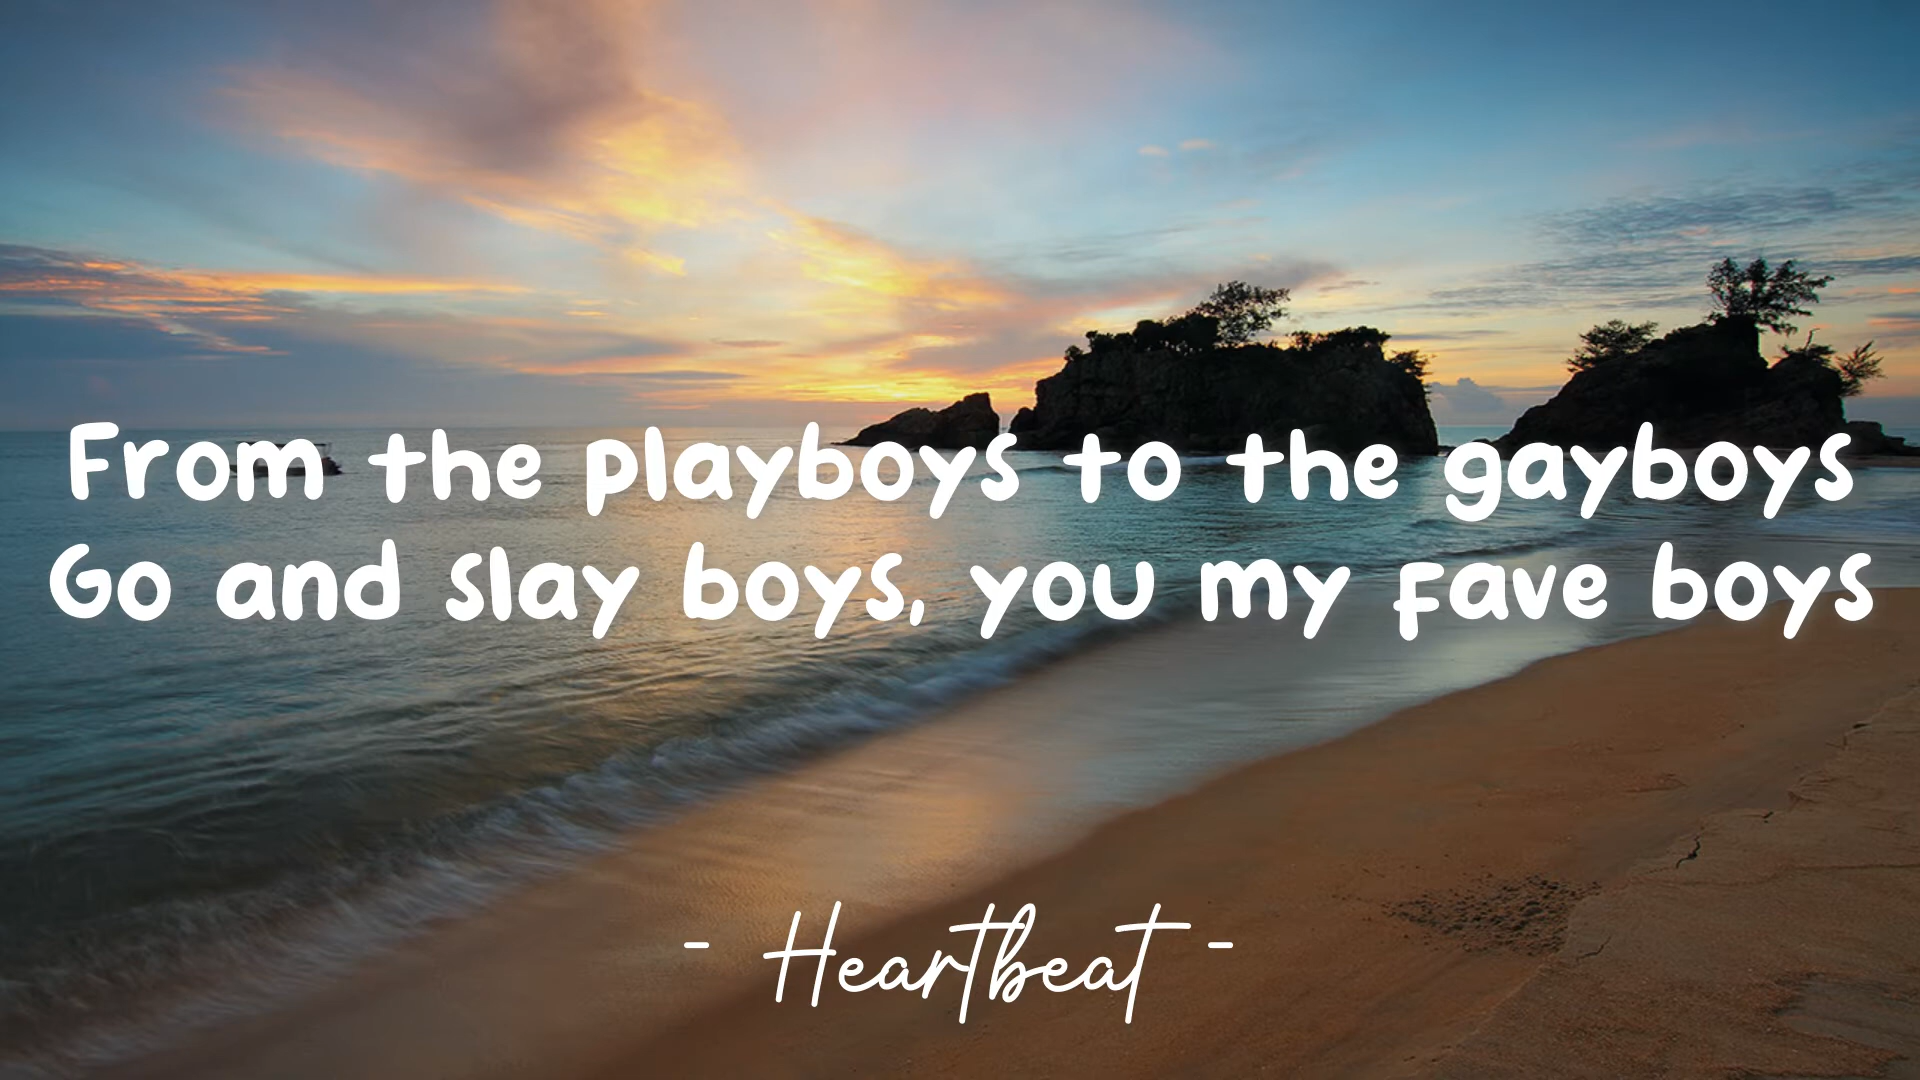 From the playboys to the gayboys
Go and slay boys, you my fave boys
- Heartbeat -